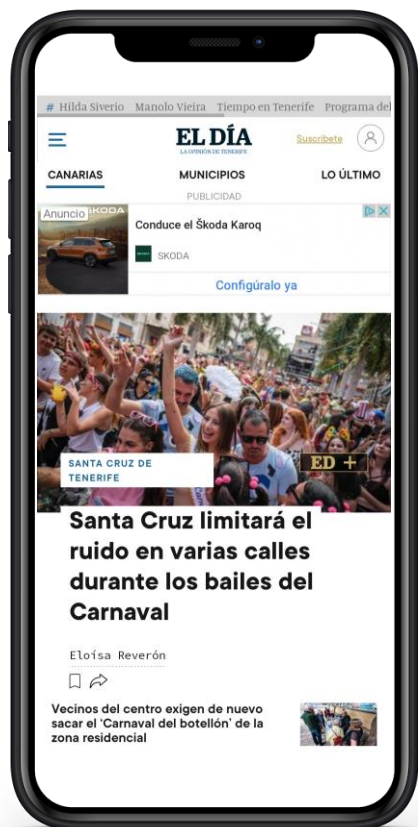 # Hilda Siverio Manolo Vieira Tiempo en Tenerife Programa del
EL DÍA
LA OPINIÓN DE TENERIFE
Suscríbete
CANARIAS MUNICIPIOS LO ÚLTIMO
PUBLICIDAD
Anuncio
SKODA
Conduce el Škoda Karoq
SKODA
Configúralo ya
SANTA CRUZ DE
TENERIFE
ED +
Santa Cruz limitará el
ruido en varias calles
durante los bailes del
Carnaval
Eloísa Reverón
Vecinos del centro exigen de nuevo
sacar el 'Carnaval del botellón' de la
zona residencial